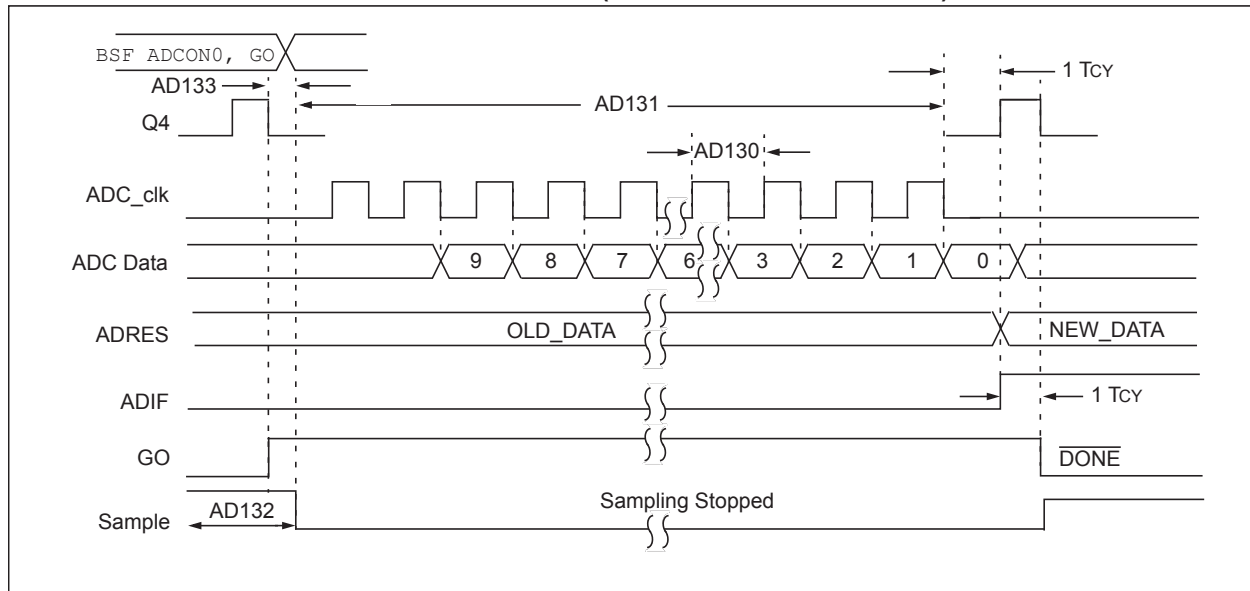 BSF ADCON0, GO
AD133
1 TCY
AD131
Q4
AD130
ADC_clk
ADC Data 9 8 7 6 3 2 1 0
ADRES OLD_DATA NEW_DATA
ADIF 1 TCY
GO DONE
Sample AD132 Sampling Stopped